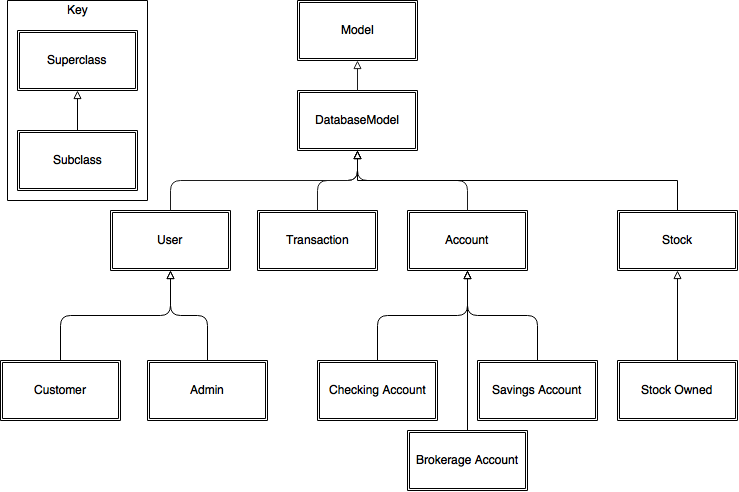 Key
Superclass
Subclass
Model
DatabaseModel
User
Transaction
Account
Stock
Customer
Admin
Checking Account
Savings Account
Stock Owned
Brokerage Account